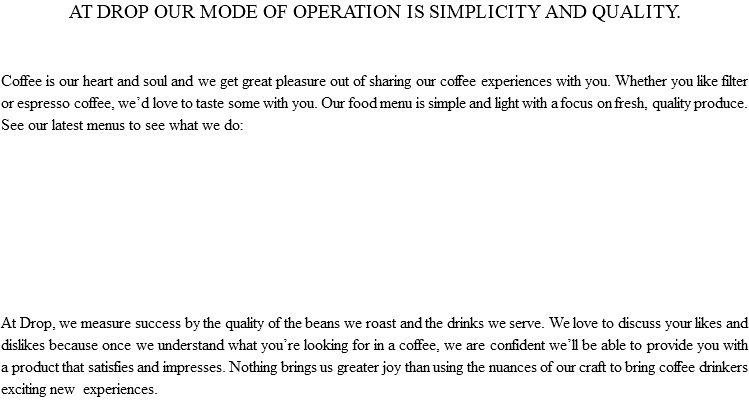 AT DROP OUR MODE OF OPERATION IS SIMPLICITY AND QUALITY.
Coffee is our heart and soul and we get great pleasure out of sharing our coffee experiences with you. Whether you like filter
or espresso coffee, we’d love to taste some with you. Our food menu is simple and light with a focus on fresh, quality produce.
See our latest menus to see what we do:
At Drop, we measure success by the quality of the beans we roast and the drinks we serve. We love to discuss your likes and
dislikes because once we understand what you’re looking for in a coffee, we are confident we’ll be able to provide you with
a product that satisfies and impresses. Nothing brings us greater joy than using the nuances of our craft to bring coffee drinkers
exciting new experiences.